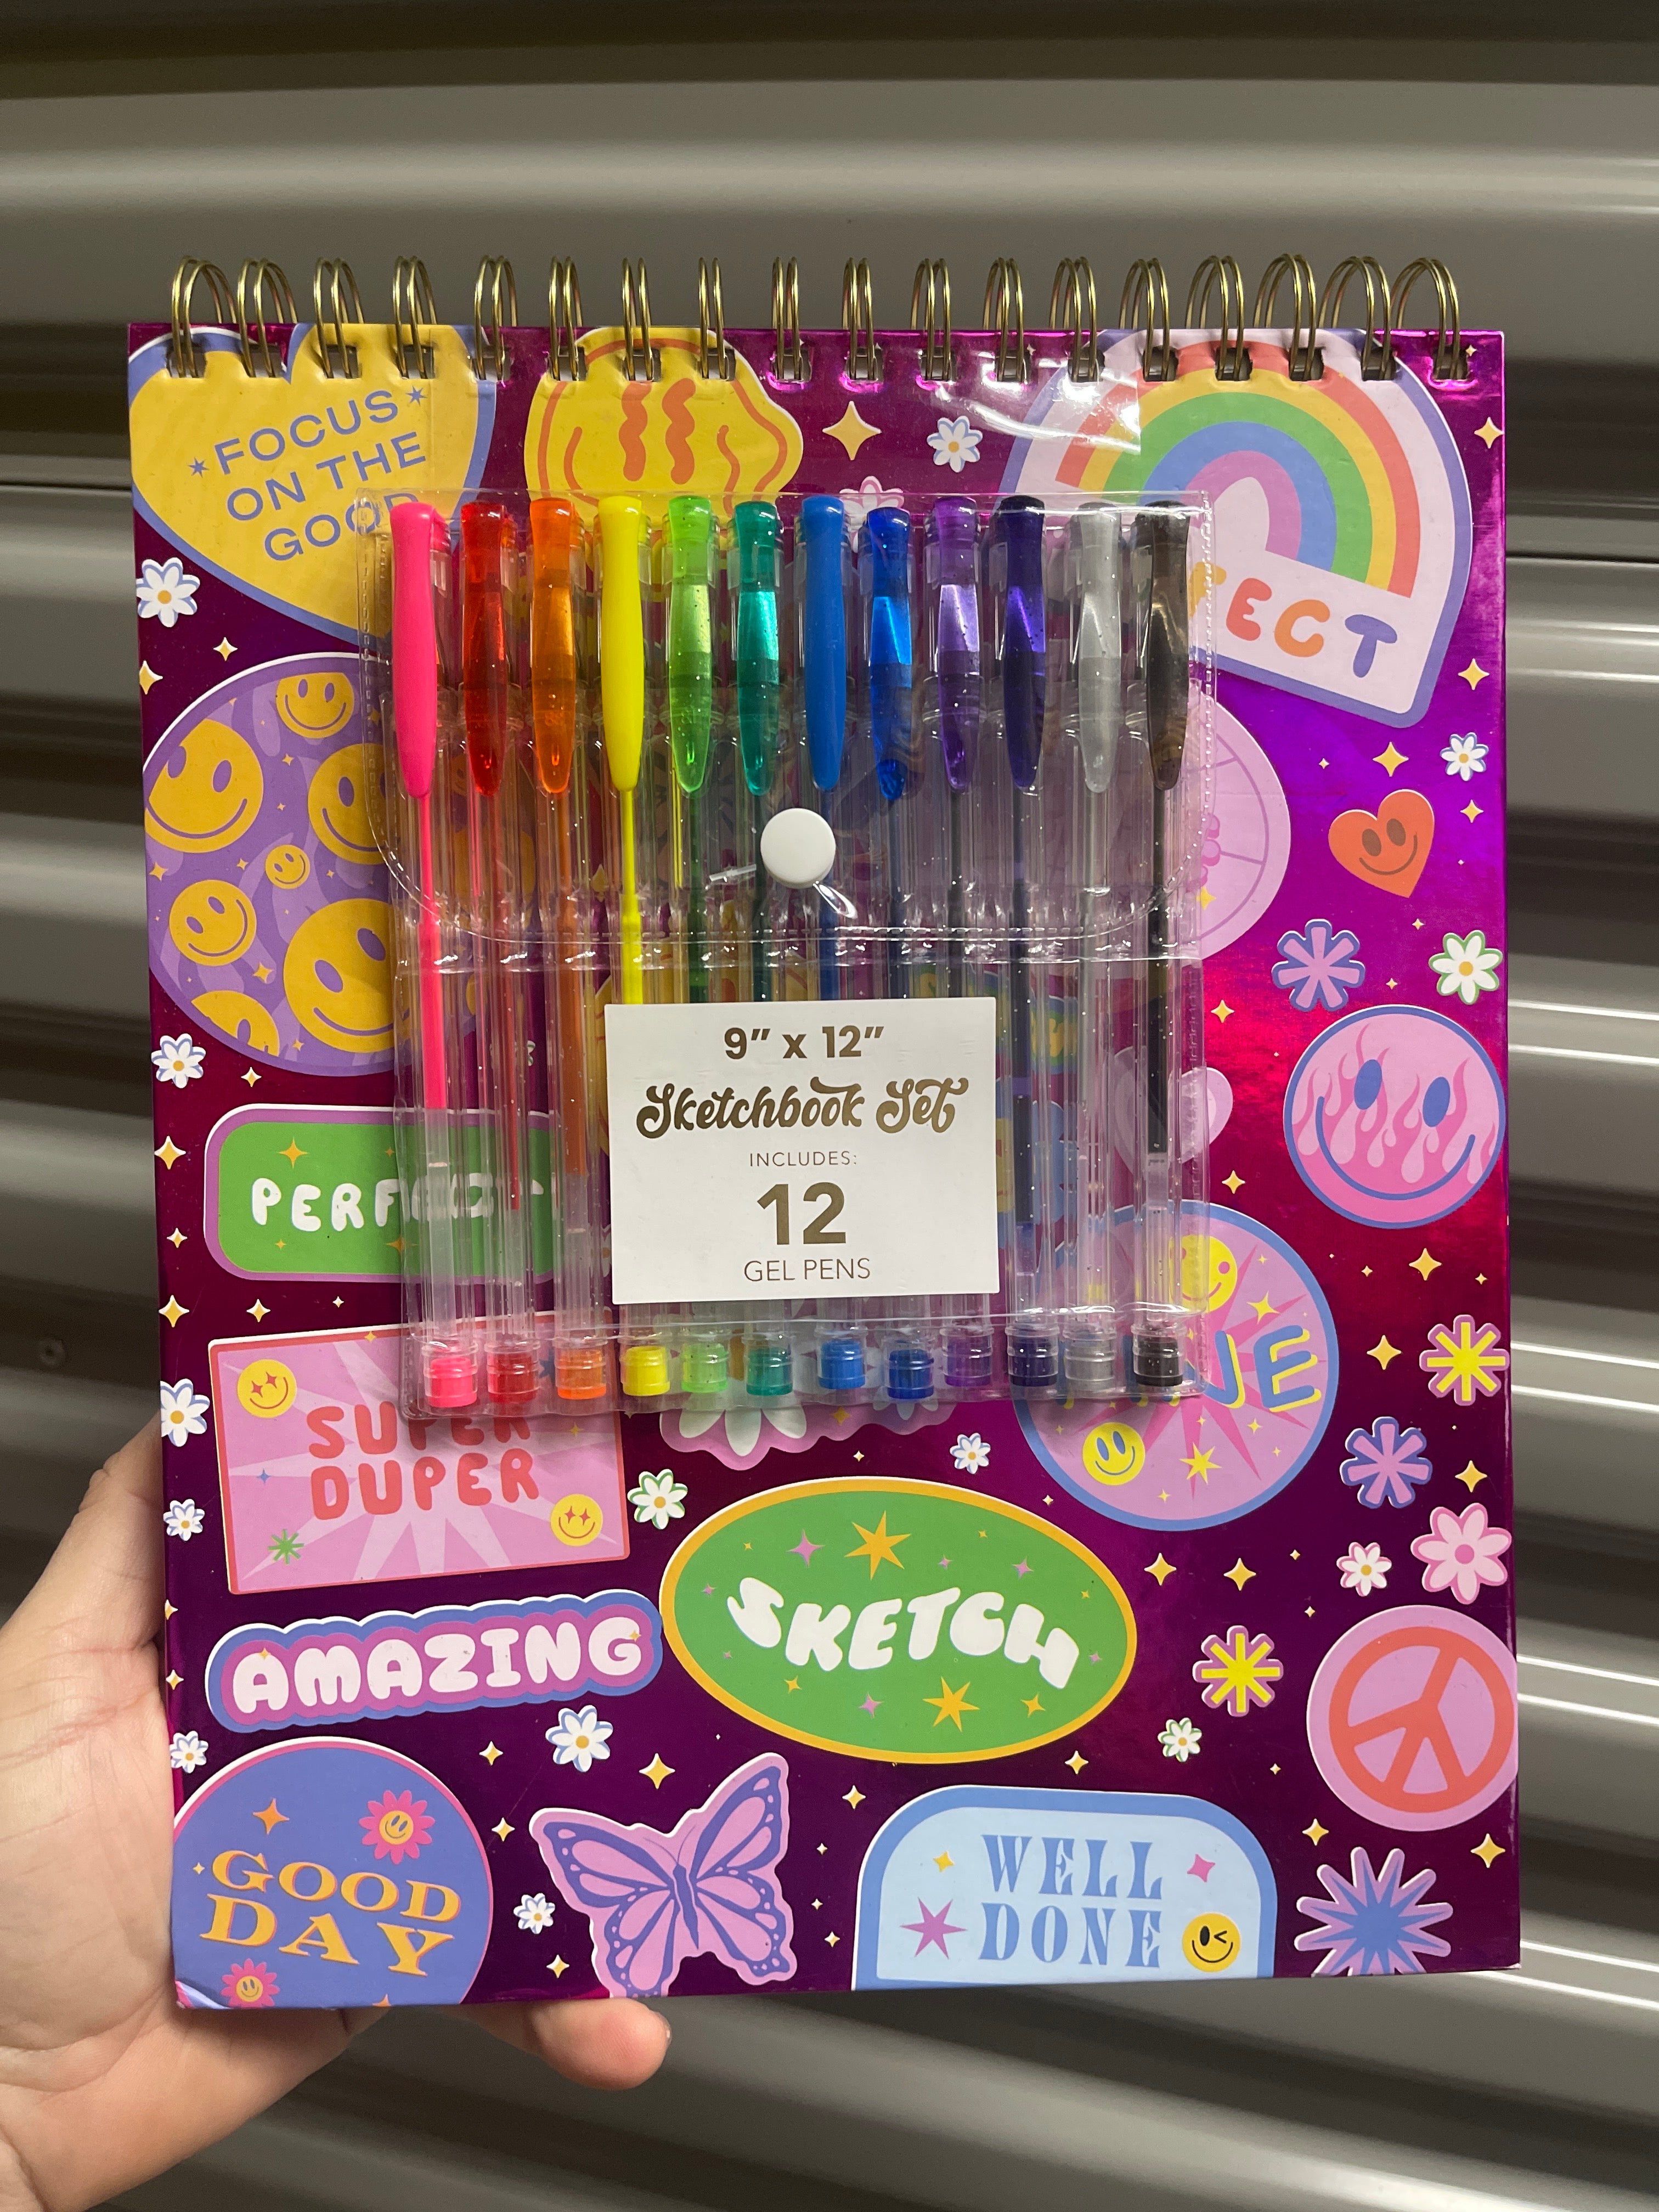 FOCUS
ON THE
GOOD
9" x 12"
Sketchbook Set
INCLUDES:
12
GEL PENS
PERFECT
SUPER
DUPER
SKETCH
AMAZING
GOOD
DAY
WELL
DONE